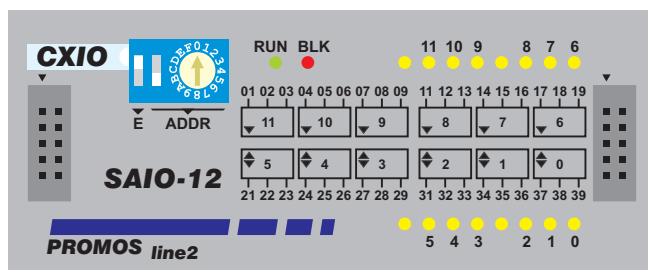 CXIO
CDEF0123456789AB
RUN BLK
11 10 9 8 7 6
E ADDR
01 02 03 04 05 06 07 08 09 11 12 13 14 15 16 17 18 19
11 10 9 8 7 6
SAIO-12
5 4 3 2 1 0
21 22 23 24 25 26 27 28 29 31 32 33 34 35 36 37 38 39
5 4 3 2 1 0
PROMOS line2